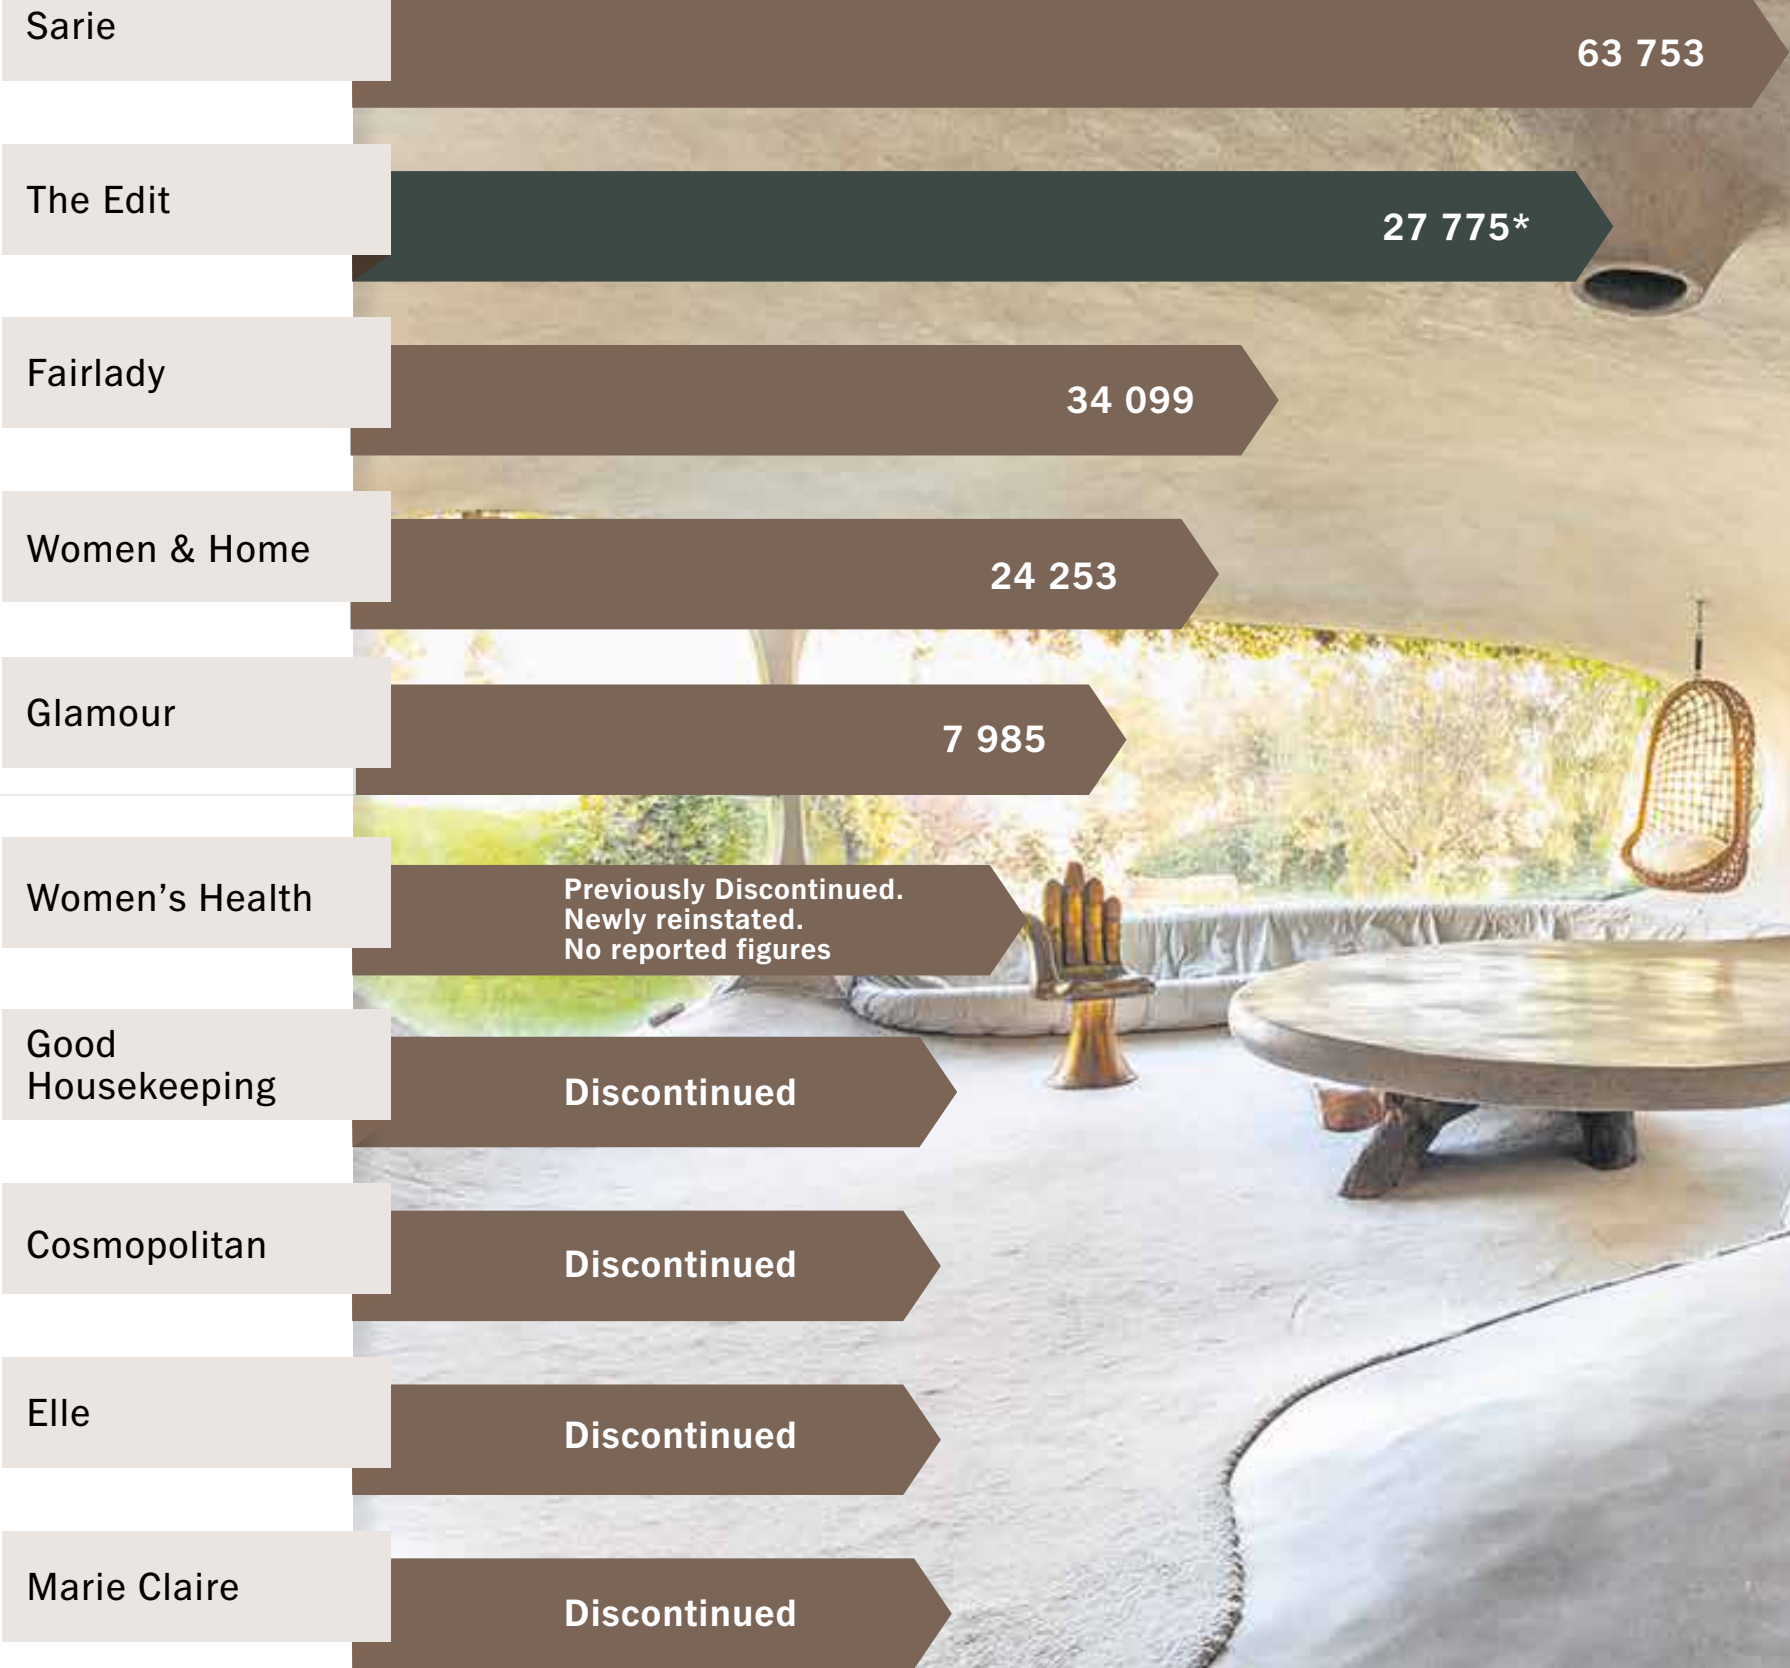 Sarie
63 753
The Edit
27 775*
Fairlady
34 099
Women & Home
24 253
Glamour
7 985
Women’s Health
Previously Discontinued.
Newly reinstated.
No reported figures
Good
Housekeeping
Discontinued
Cosmopolitan
Discontinued
Elle
Discontinued
Marie Claire
Discontinued